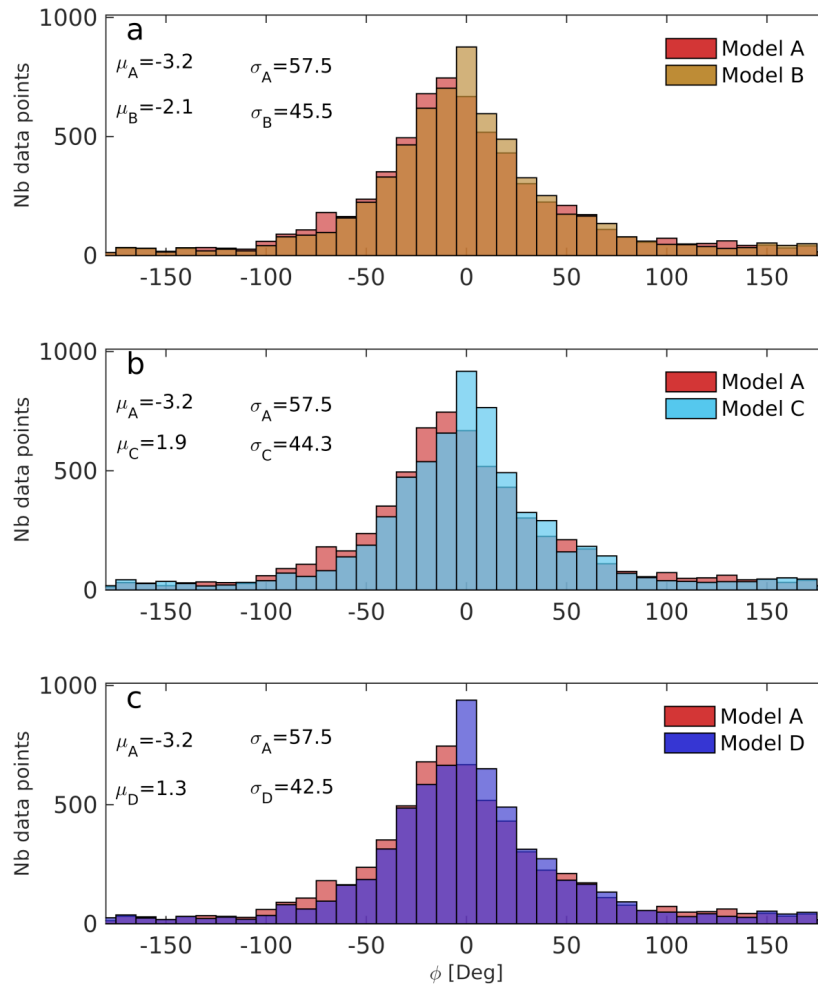 a
1000
500
0
Nb data points
μA=-3.2 σA=57.5
μB=-2.1 σB=45.5
Model A
Model B
-150 -100 -50 0 50 100 150
b
1000
500
0
Nb data points
μA=-3.2 σA=57.5
μC=1.9 σC=44.3
Model A
Model C
-150 -100 -50 0 50 100 150
c
1000
500
0
Nb data points
μA=-3.2 σA=57.5
μD=1.3 σD=42.5
Model A
Model D
-150 -100 -50 0 50 100 150
ϕ [Deg]